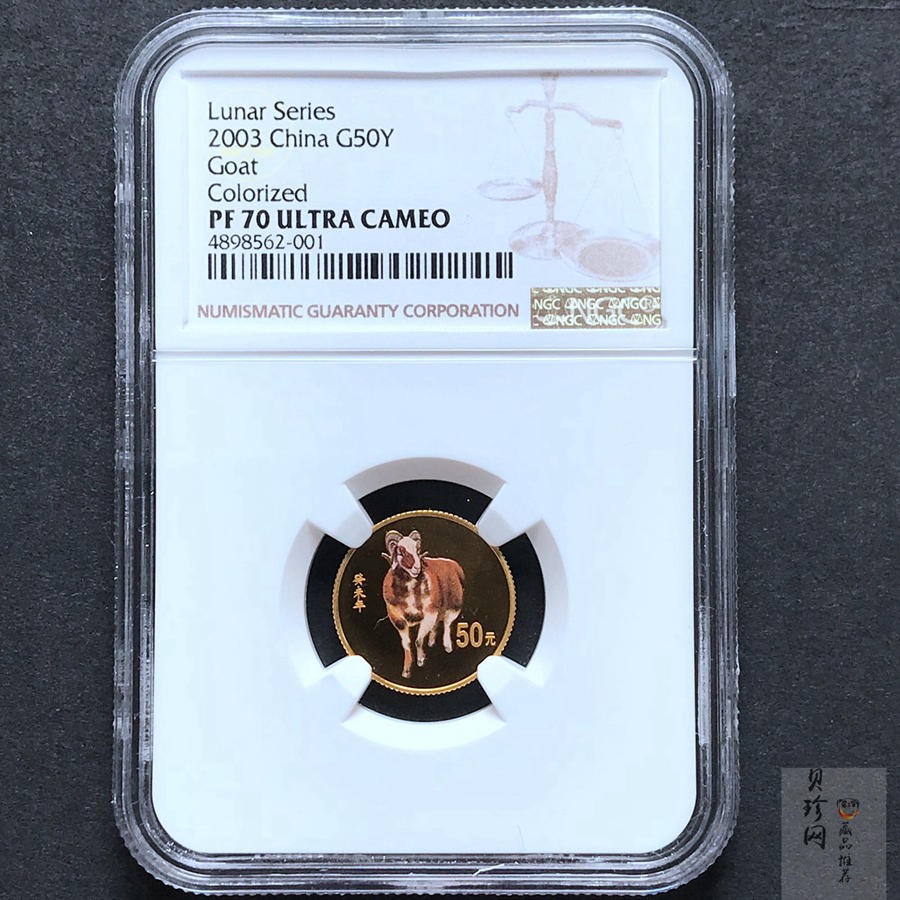 Lunar Series
2003 China G50Y
Goat
Colorized
PF 70 ULTRA CAMEO
4898562-001
NUMISMATIC GUARANTY CORPORATION
NGC
癸未年
50元
贝珍网
藏品推荐